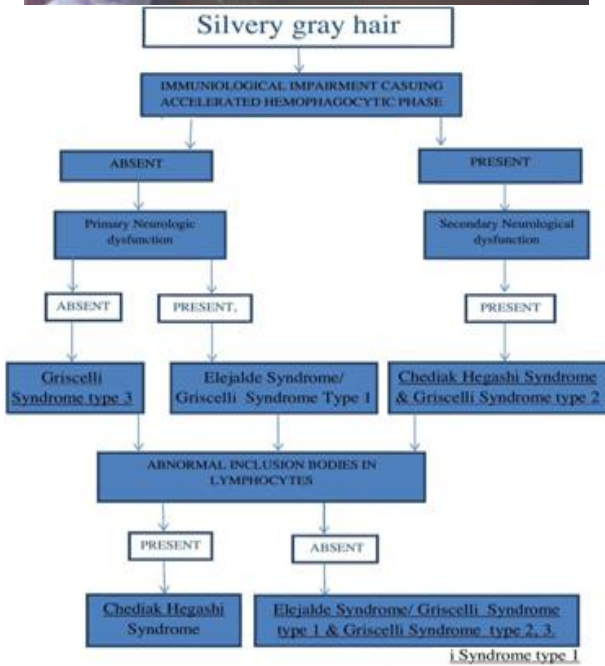 Silvery gray hair
IMMUNIOLOGICAL IMPAIRMENT CASUING
ACCELERATED HEMOPHAGOCYTIC PHASE
ABSENT
PRESENT
Primary Neurologic
dysfunction
Secondary Neurological
dysfunction
ABSENT
PRESENT,
PRESENT
Griscelli
Syndrome type 3
Elejalde Syndrome/
Griscelli Syndrome Type 1
Chediak Hegashi Syndrome
& Griscelli Syndrome type 2
ABNORMAL INCLUSION BODIES IN
LYMPHOCYTES
PRESENT
ABSENT
Chediak Hegashi
Syndrome
Elejalde Syndrome/ Griscelli Syndrome
type 1 & Griscelli Syndrome type 2, 3.
i Syndrome type 1